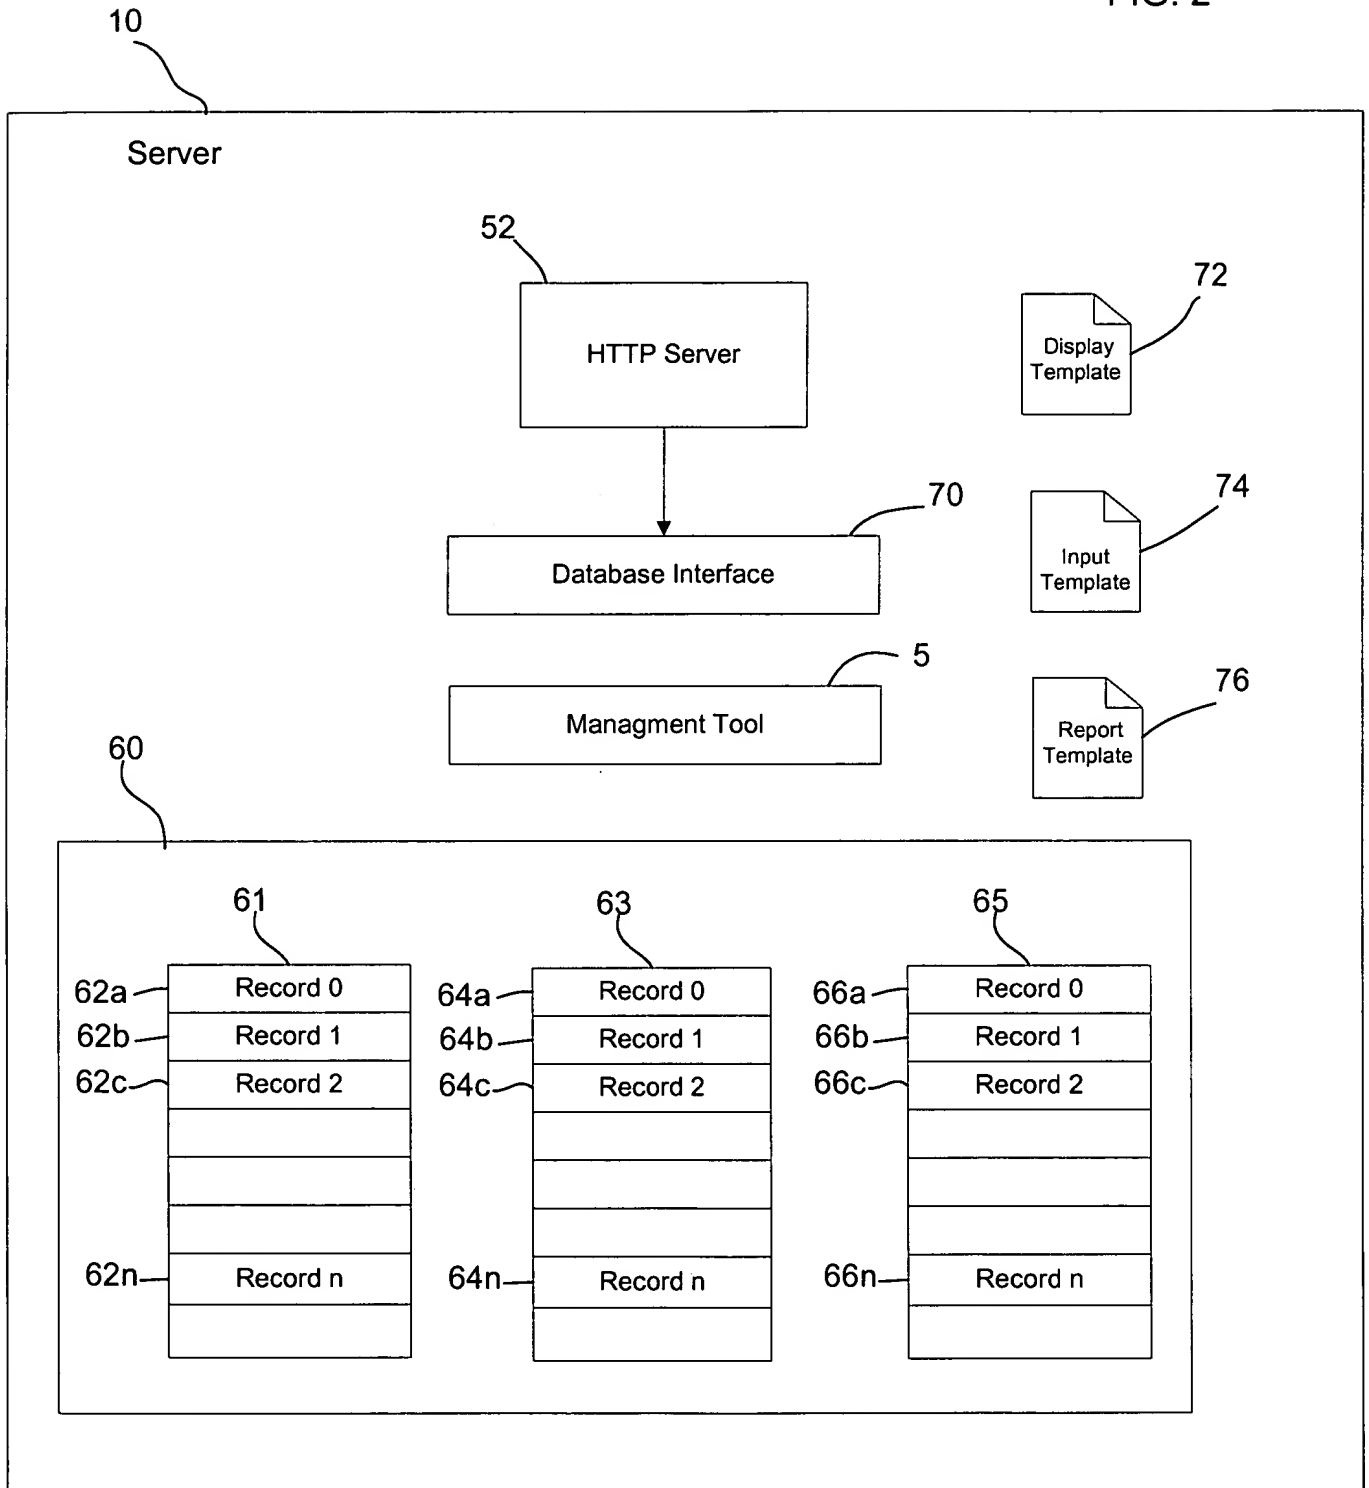 FIG. 2
10
Server
52
HTTP Server
72
Display
Template
70
Database Interface
74
Input
Template
5
Managment Tool
76
Report
Template
60
61
63
65
62a
Record 0
64a
Record 0
66a
Record 0
62b
Record 1
64b
Record 1
66b
Record 1
62c
Record 2
64c
Record 2
66c
Record 2
62n
Record n
64n
Record n
66n
Record n